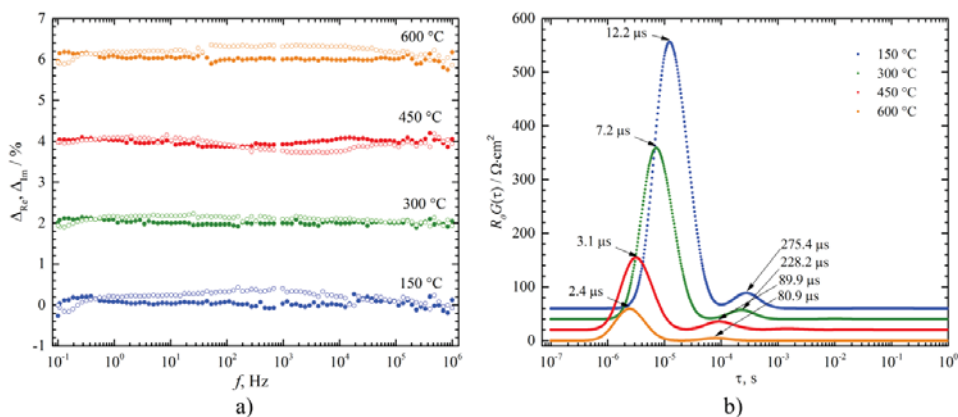 a)
7
6
5
4
3
2
1
0
-1
Δ_Re, Δ_Im / %
600 °C
450 °C
300 °C
150 °C
10⁻¹ 10⁰ 10¹ 10² 10³ 10⁴ 10⁵ 10⁶
f, Hz
a)
b)
600
500
400
300
200
100
0
R₀G(τ) / Ω·cm²
12.2 μs
7.2 μs
3.1 μs
2.4 μs
275.4 μs
228.2 μs
89.9 μs
80.9 μs
150 °C
300 °C
450 °C
600 °C
10⁻⁷ 10⁻⁶ 10⁻⁵ 10⁻⁴ 10⁻³ 10⁻² 10⁻¹ 10⁰
τ, s
b)